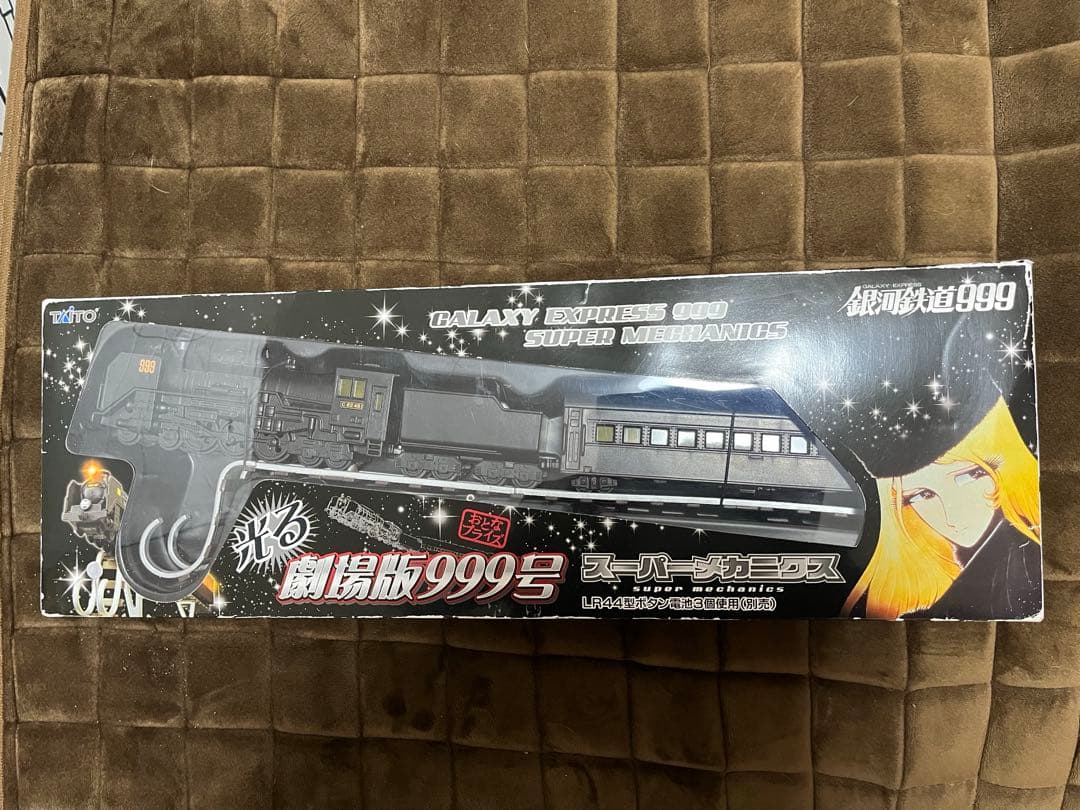 TAITO
GALAXY EXPRESS 999
SUPER MECHANICS
GALAXY EXPRESS
銀河鉄道999
999
C6248
おとな
プライズ
光る
劇場版999号
スーパーメカニクス
super mechanics
LR44型ボタン電池3個使用(別売)